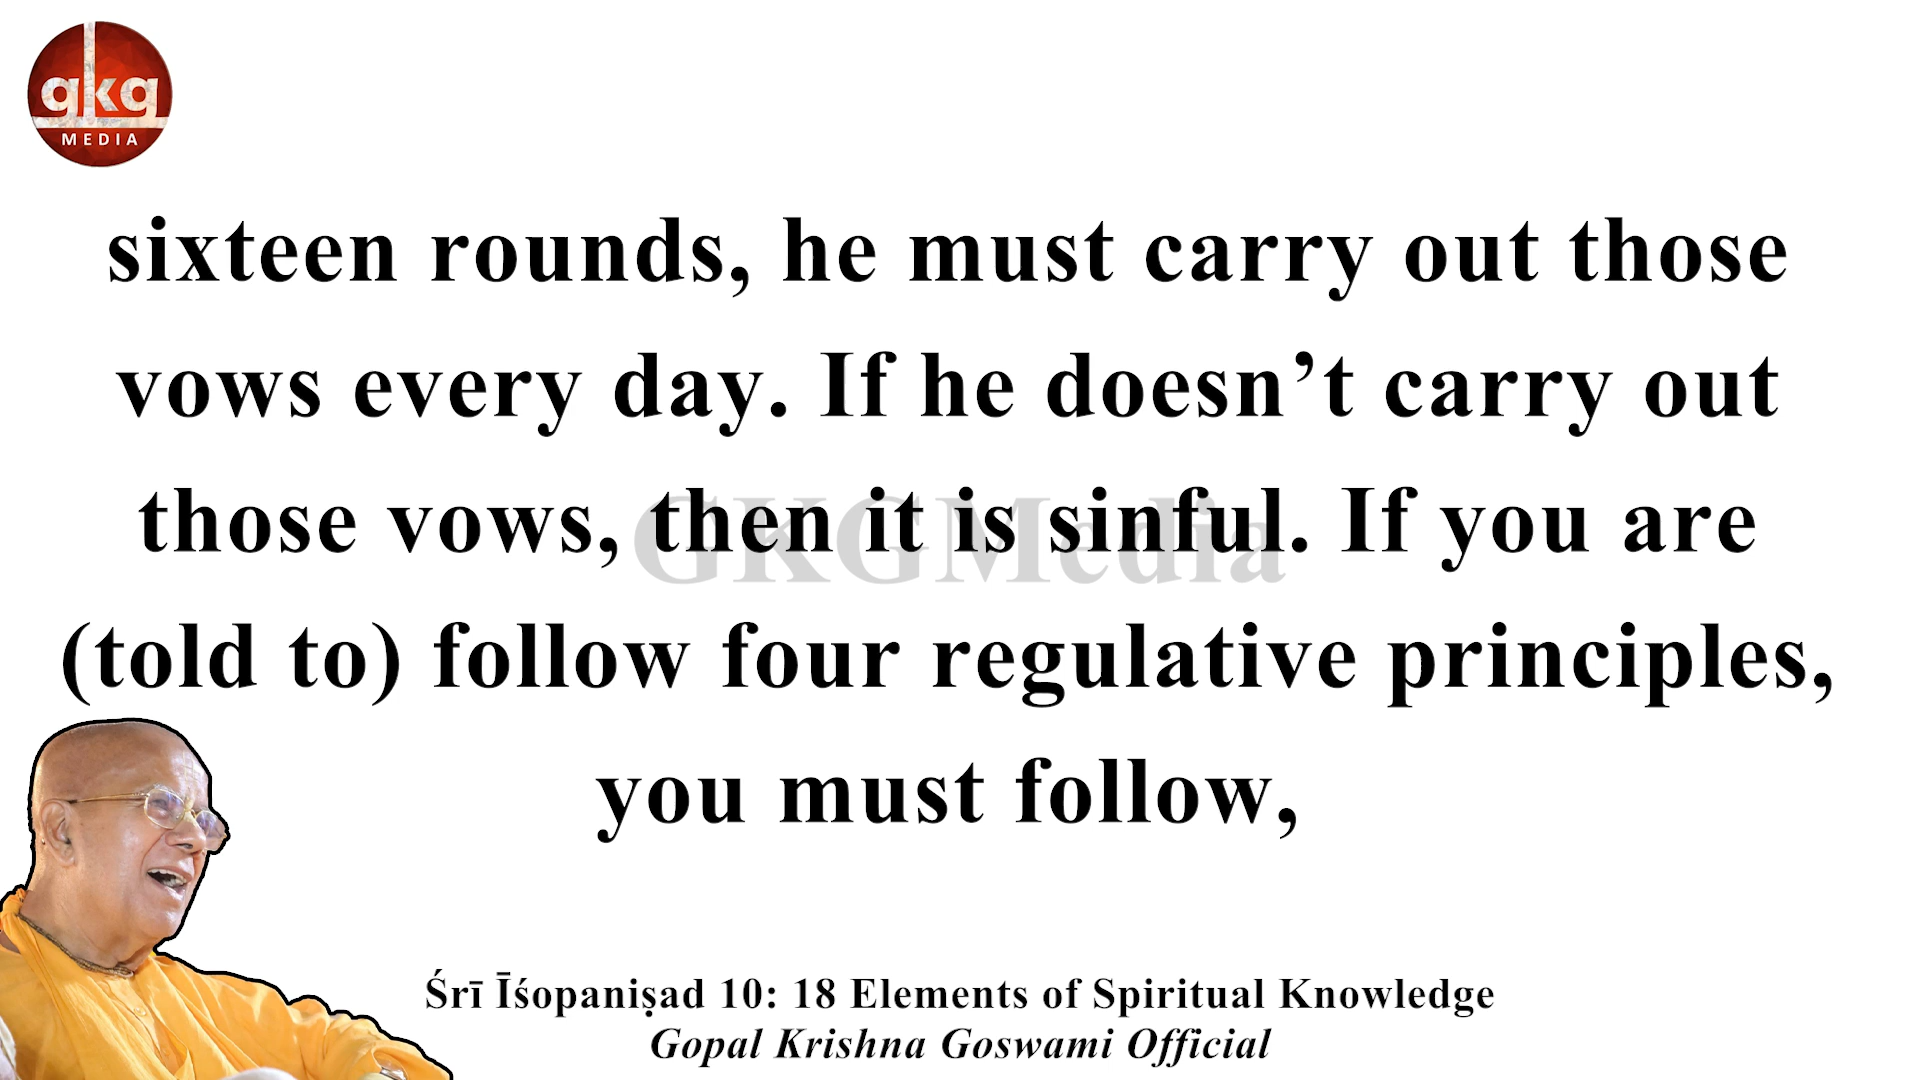 gkg
MEDIA
sixteen rounds, he must carry out those
vows every day. If he doesn’t carry out
those vows, then it is sinful. If you are
(told to) follow four regulative principles,
you must follow,
GKGMedia
Śrī Īśopaniṣad 10: 18 Elements of Spiritual Knowledge
Gopal Krishna Goswami Official